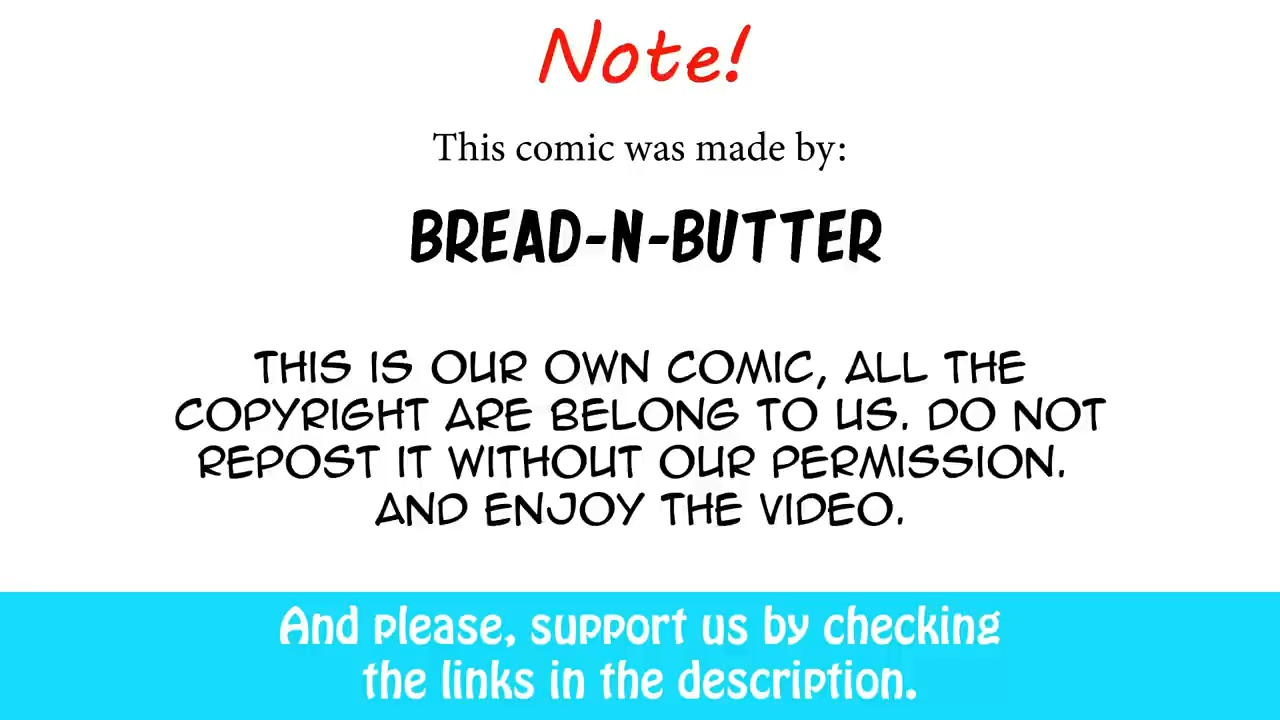 Note!
This comic was made by:
BREAD-N-BUTTER
THIS IS OUR OWN COMIC, ALL THE
COPYRIGHT ARE BELONG TO US. DO NOT
REPOST IT WITHOUT OUR PERMISSION.
AND ENJOY THE VIDEO.
And please, support us by checking
the links in the description.